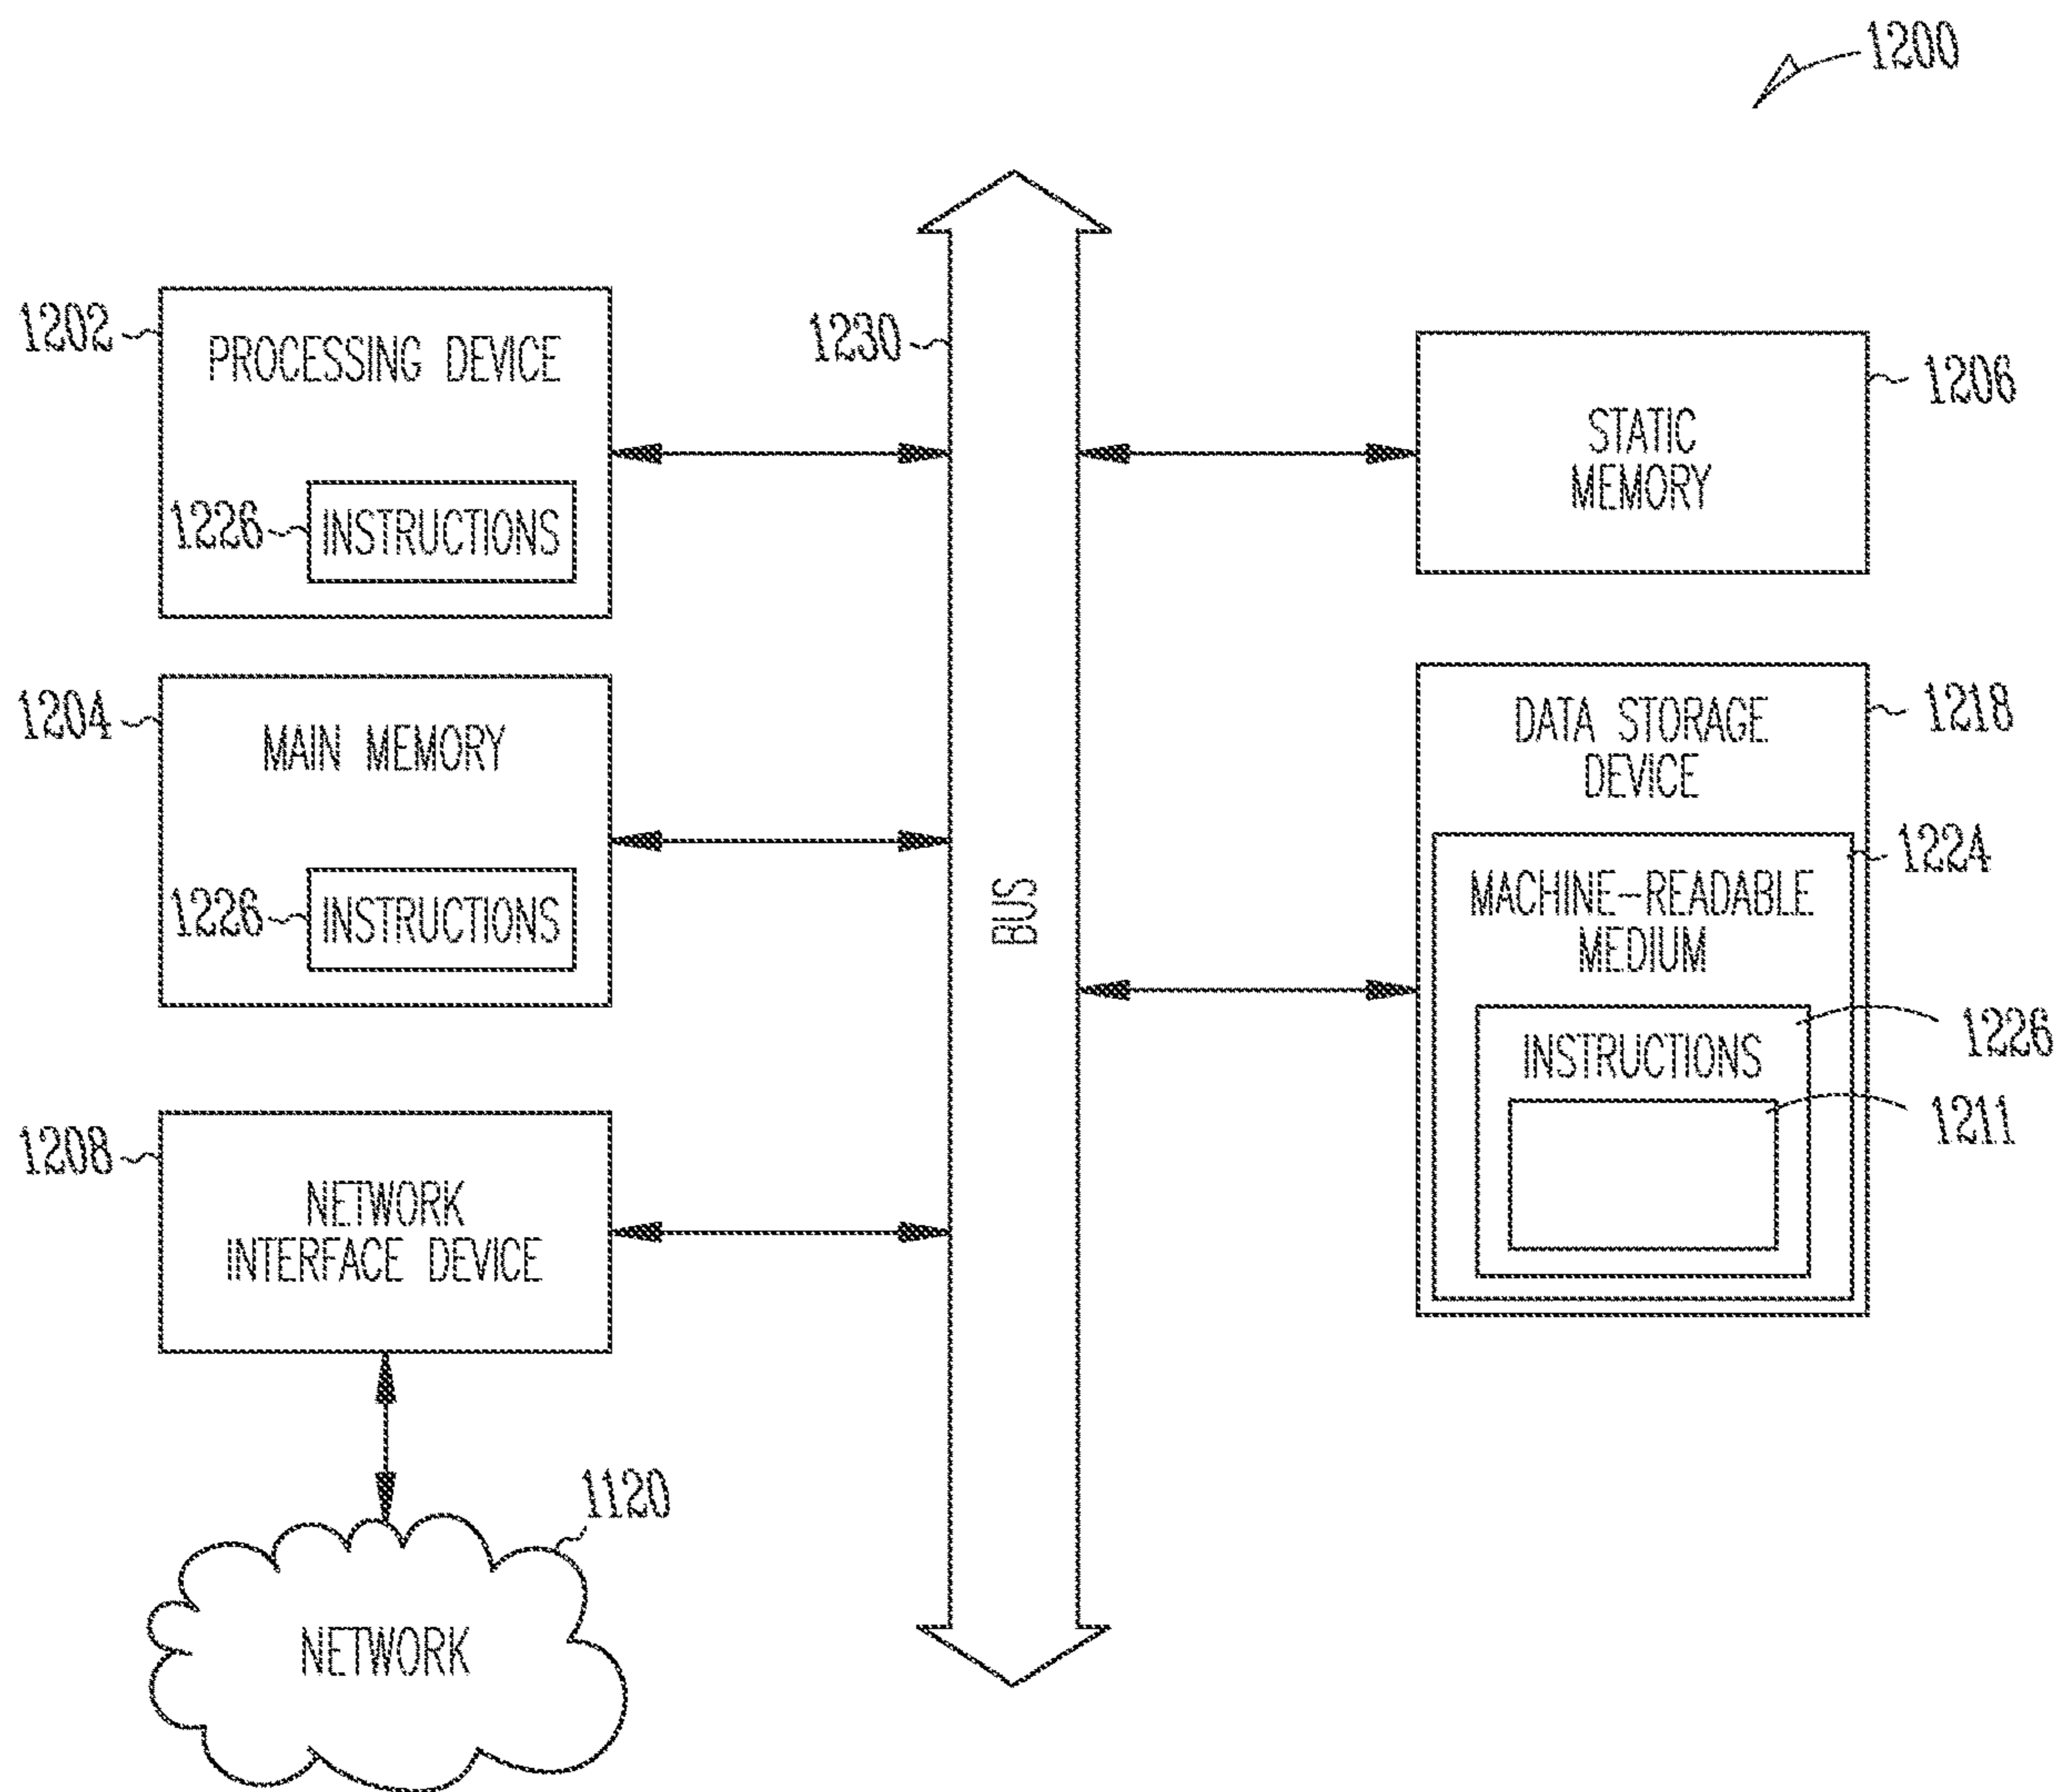 1200
1202
PROCESSING DEVICE
1226
INSTRUCTIONS
1204
MAIN MEMORY
1226
INSTRUCTIONS
1208
NETWORK
INTERFACE DEVICE
1120
NETWORK
1230
BUS
1206
STATIC
MEMORY
1218
DATA STORAGE
DEVICE
1224
MACHINE-READABLE
MEDIUM
1226
INSTRUCTIONS
1211